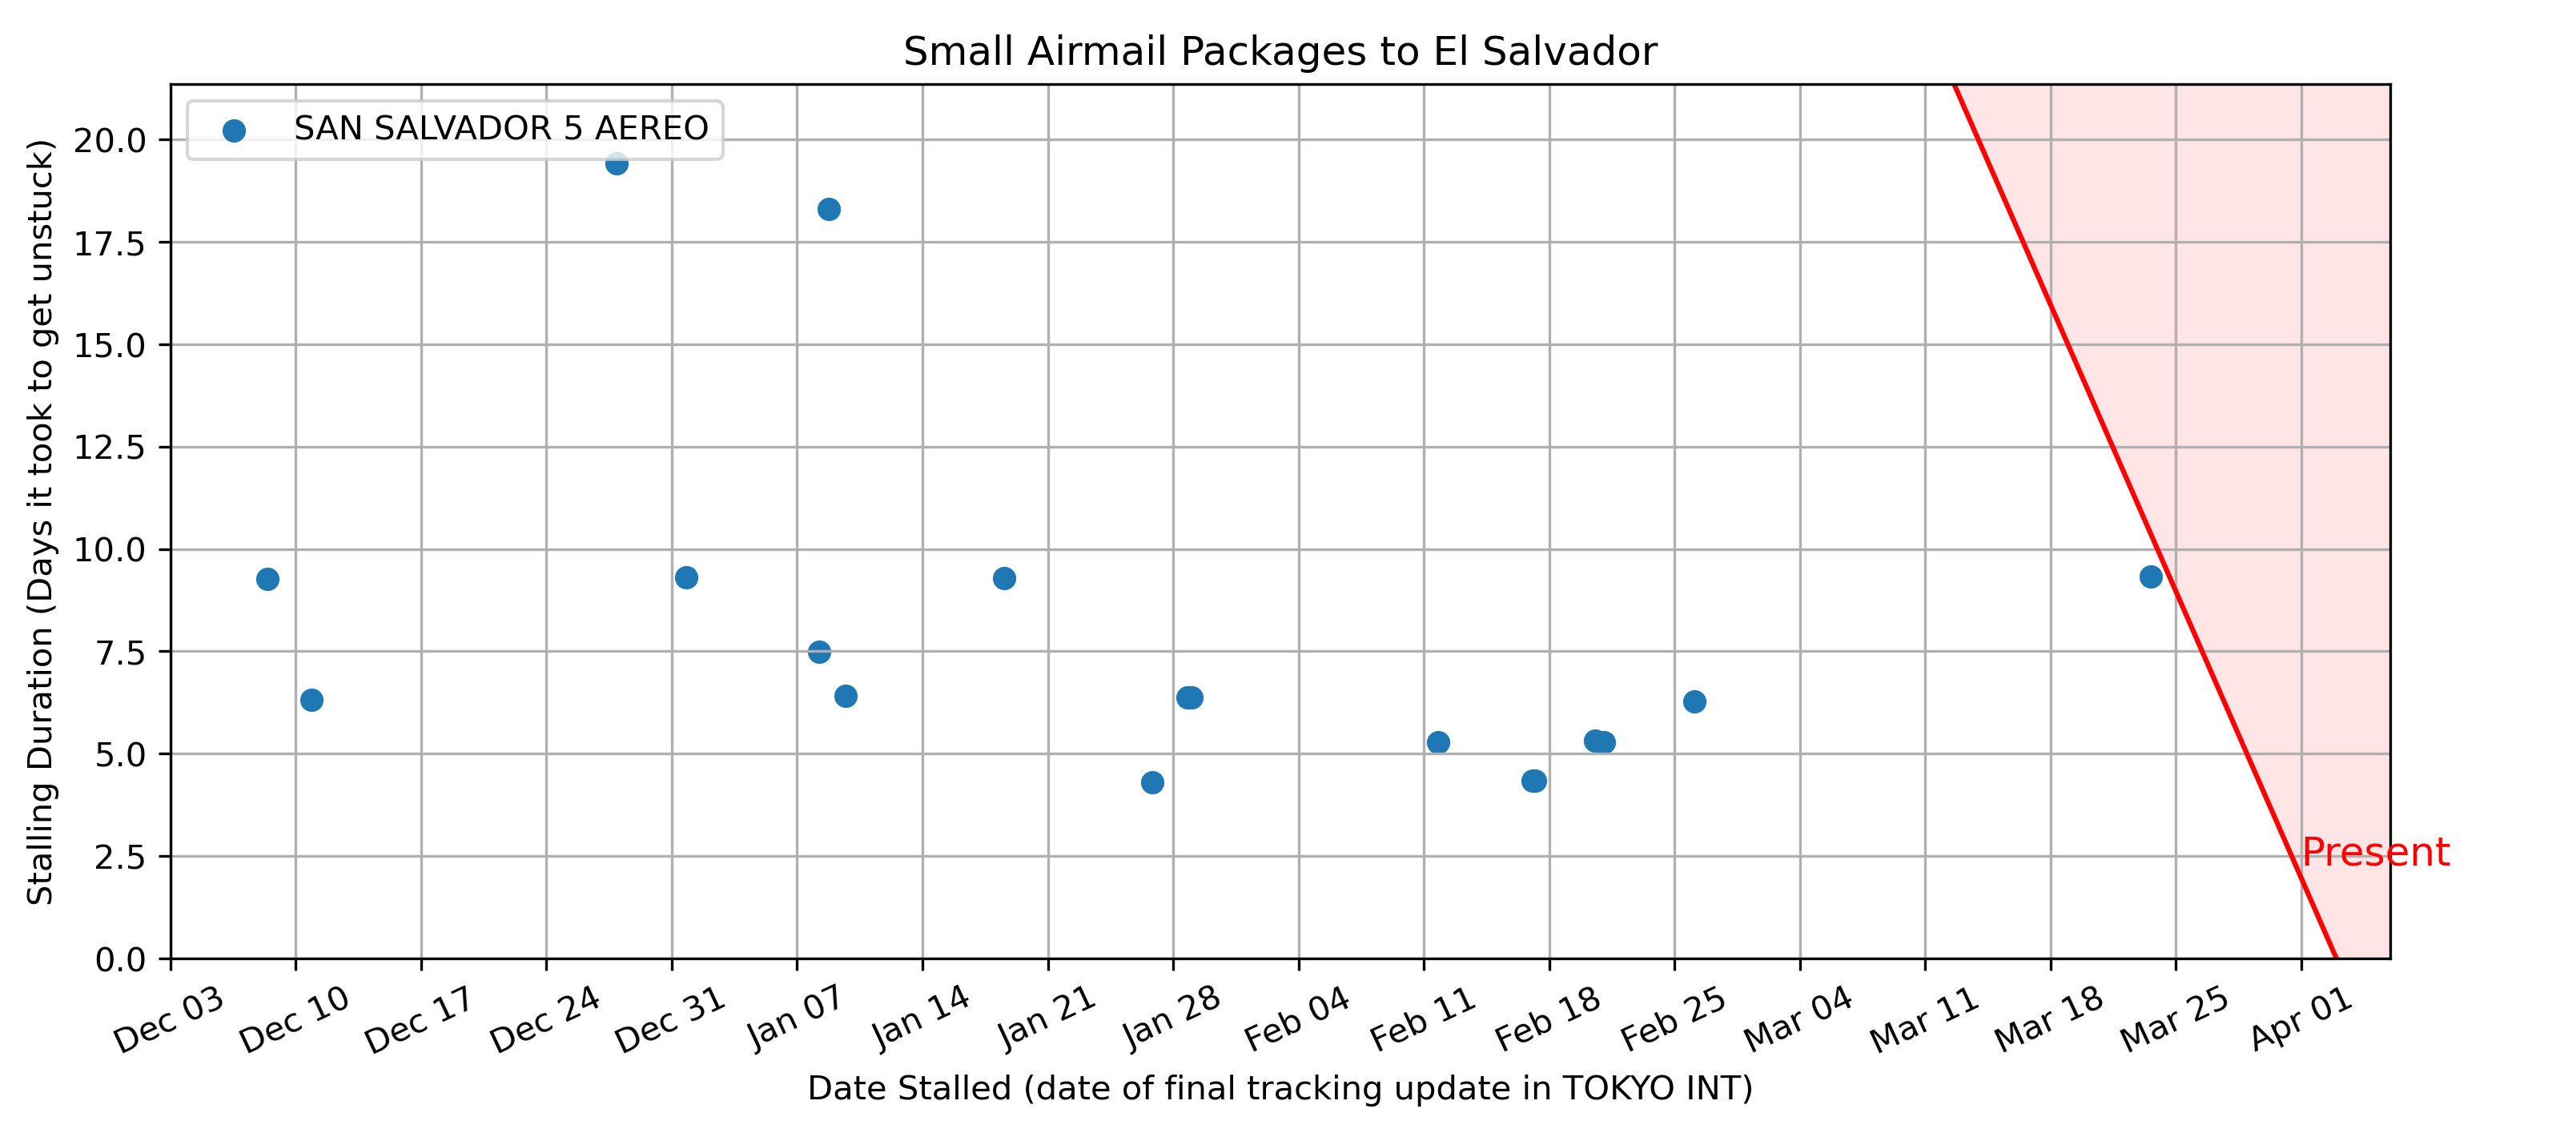 Small Airmail Packages to El Salvador
SAN SALVADOR 5 AEREO
Stalling Duration (Days it took to get unstuck)
20.0
17.5
15.0
12.5
10.0
7.5
5.0
2.5
0.0
Present
Dec 03
Dec 10
Dec 17
Dec 24
Dec 31
Jan 07
Jan 14
Jan 21
Jan 28
Feb 04
Feb 11
Feb 18
Feb 25
Mar 04
Mar 11
Mar 18
Mar 25
Apr 01
Date Stalled (date of final tracking update in TOKYO INT)